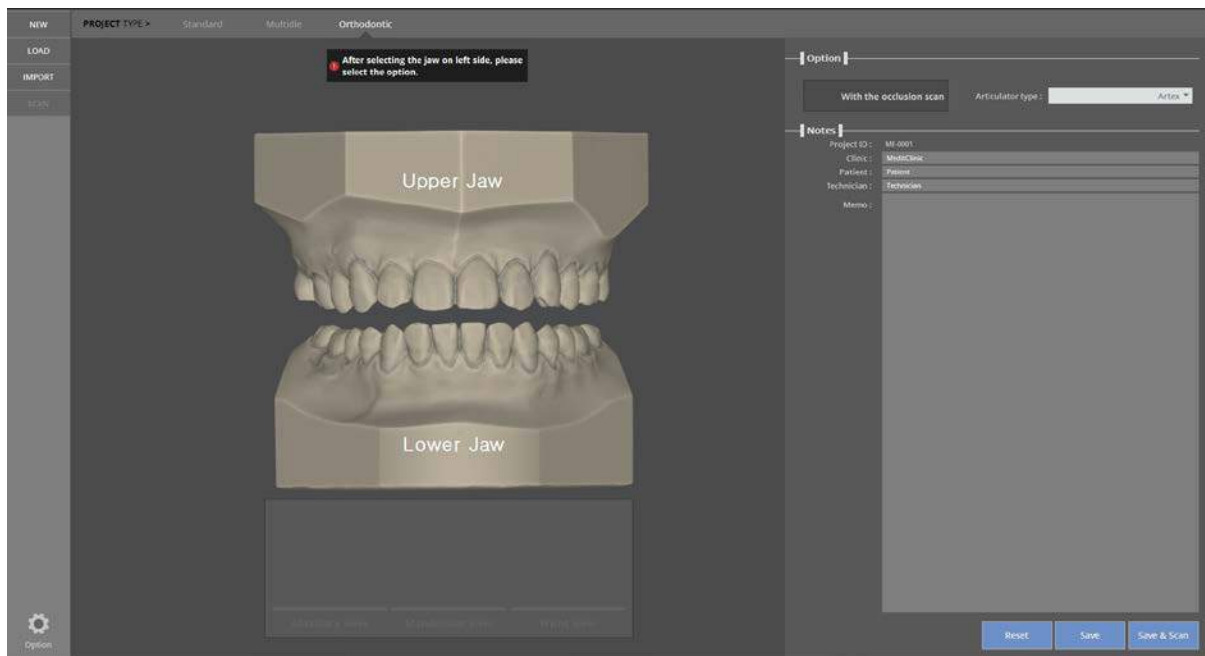 NEW
PROJECT TYPE >
Standard
Multidie
Orthodontic
LOAD
IMPORT
SCAN
After selecting the jaw on left side, please
select the option.
Option
With the occlusion scan
Articulator type :
Artex
Notes
Project ID :
Clinic :
MeditClinic
Patient :
Patient
Technician :
Technician
Memo :
Upper Jaw
Lower Jaw
Option
Reset
Save
Save & Scan